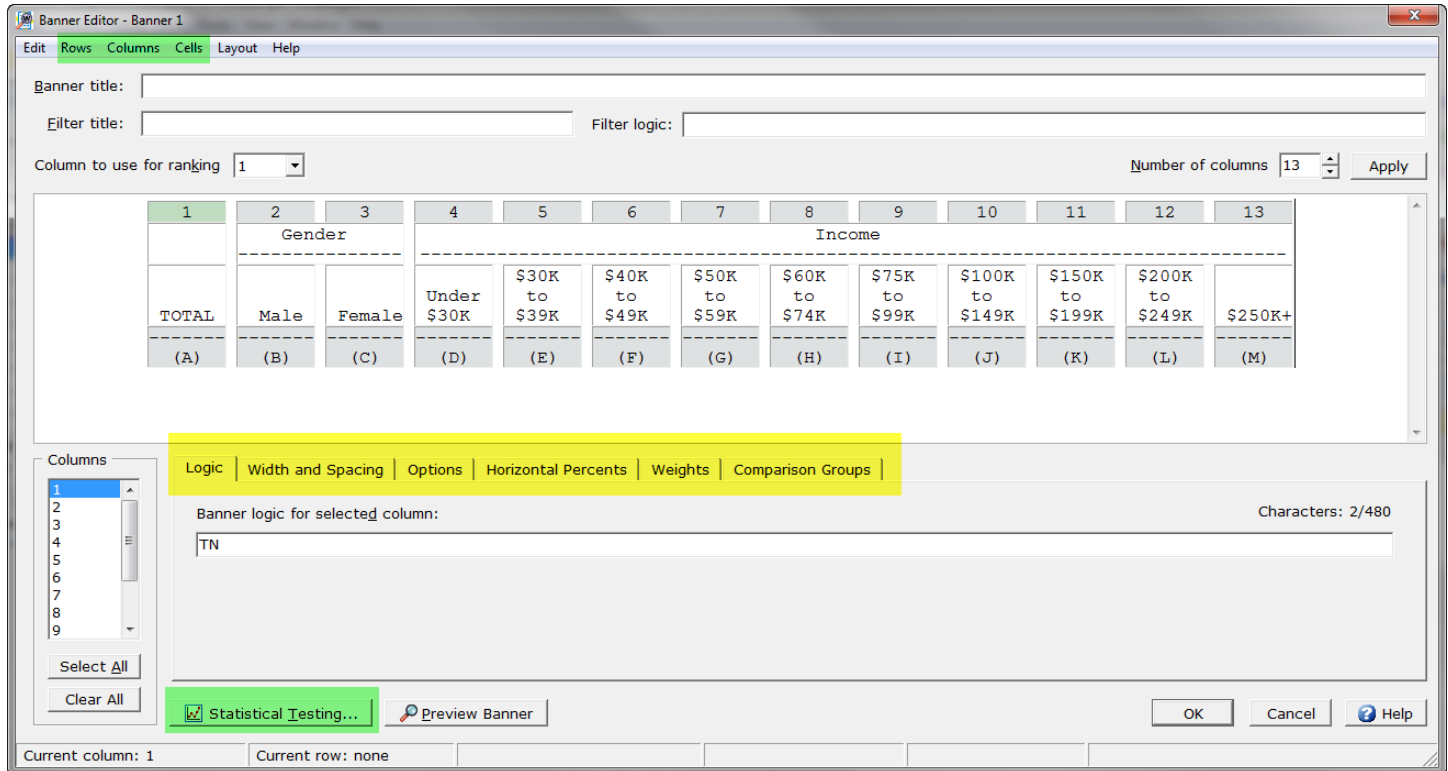 Banner Editor - Banner 1
Edit Rows Columns Cells Layout Help
Banner title:
Filter title: Filter logic:
Column to use for ranking 1 Number of columns 13 Apply
1 2 3 4 5 6 7 8 9 10 11 12 13
Gender Income
--------------- -------------------------------------------------------------------------------
$30K $40K $50K $60K $75K $100K $150K $200K
Under to to to to to to to to
TOTAL Male Female $30K $39K $49K $59K $74K $99K $149K $199K $249K $250K+
------- ------- ------- ------- ------- ------- ------- ------- ------- ------- ------- ------- -------
(A) (B) (C) (D) (E) (F) (G) (H) (I) (J) (K) (L) (M)
Columns
1
2
3
4
5
6
7
8
9
Select All
Clear All
Logic Width and Spacing Options Horizontal Percents Weights Comparison Groups
Banner logic for selected column: Characters: 2/480
TN
Statistical Testing... Preview Banner OK Cancel Help
Current column: 1 Current row: none